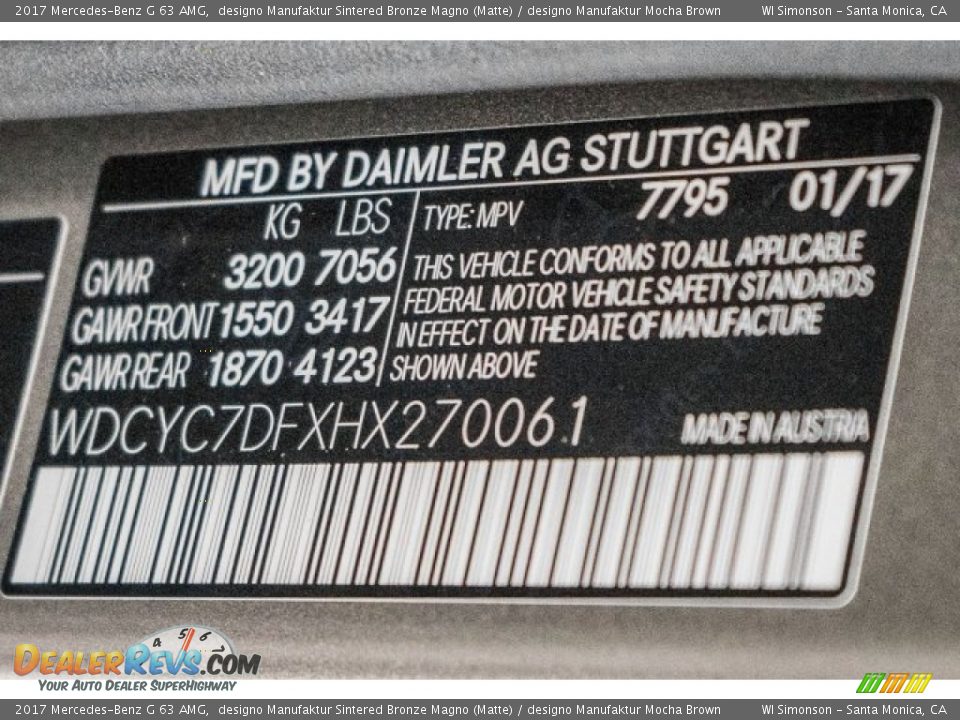 2017 Mercedes-Benz G 63 AMG,  designo Manufaktur Sintered Bronze Magno (Matte) / designo Manufaktur Mocha Brown    WI Simonson - Santa Monica, CA
MFD BY DAIMLER AG STUTTGART
KG LBS TYPE: MPV 7795 01/17
GVWR 3200 7056
GAWR FRONT 1550 3417
GAWR REAR 1870 4123
THIS VEHICLE CONFORMS TO ALL APPLICABLE
FEDERAL MOTOR VEHICLE SAFETY STANDARDS
IN EFFECT ON THE DATE OF MANUFACTURE
SHOWN ABOVE
WDCYC7DFXHX270061 MADE IN AUSTRIA
4 5 6
DEALERREVS.COM
YOUR AUTO DEALER SUPERHIGHWAY
2017 Mercedes-Benz G 63 AMG,  designo Manufaktur Sintered Bronze Magno (Matte) / designo Manufaktur Mocha Brown    WI Simonson - Santa Monica, CA